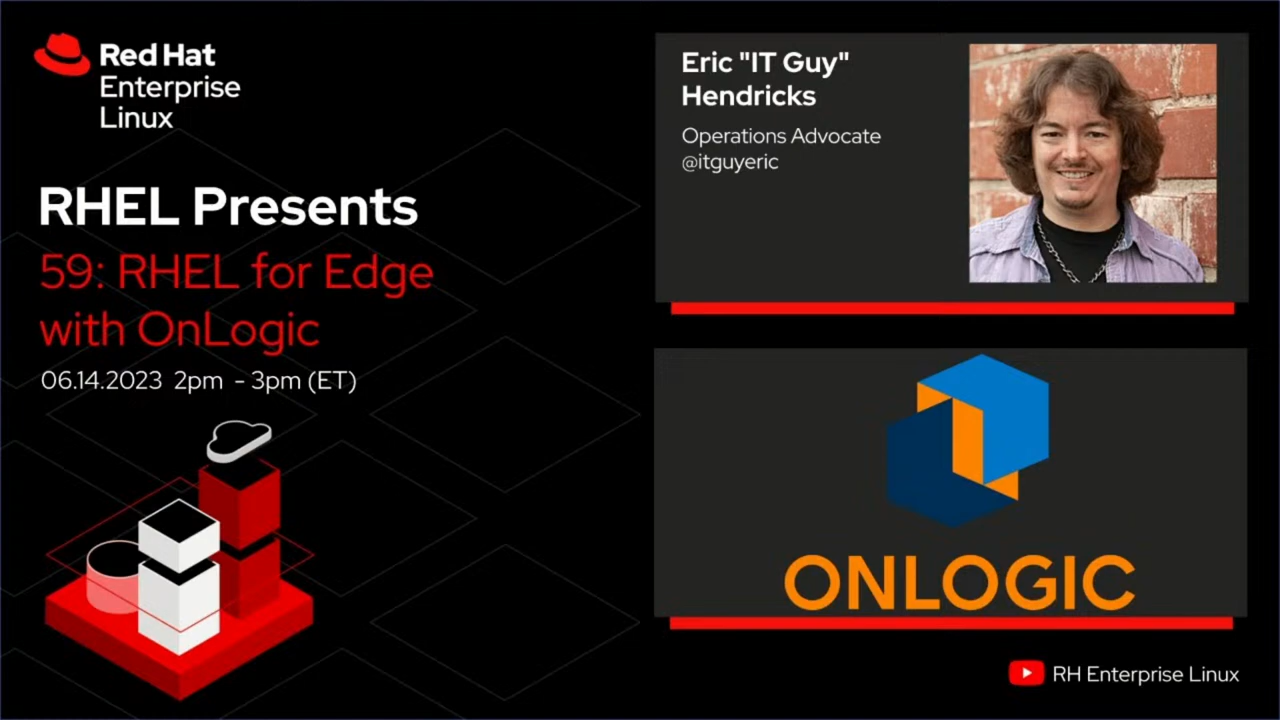 Red Hat
Enterprise
Linux
RHEL Presents
59: RHEL for Edge
with OnLogic
06.14.2023 2pm - 3pm (ET)
Eric "IT Guy"
Hendricks
Operations Advocate
@itguyeric
ONLOGIC
RH Enterprise Linux